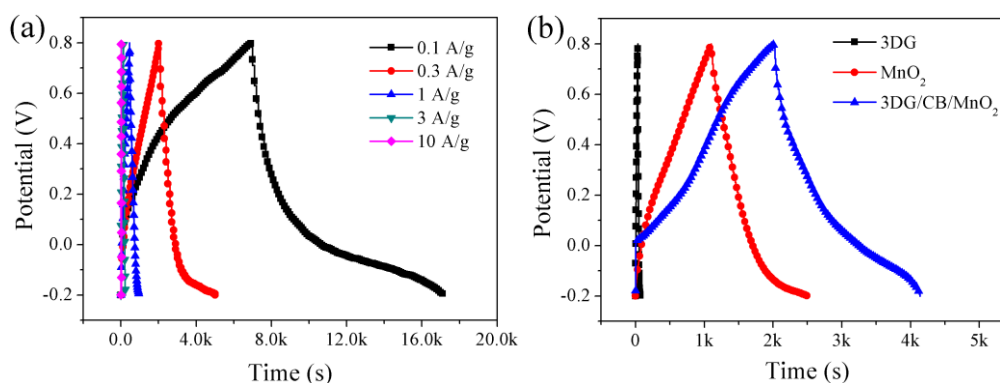 (a)
0.8
0.6
0.4
0.2
0.0
-0.2
Potential (V)
0.0
4.0k
8.0k
12.0k
16.0k
20.0k
Time (s)
0.1 A/g
0.3 A/g
1 A/g
3 A/g
10 A/g
(b)
0.8
0.6
0.4
0.2
0.0
-0.2
Potential (V)
0
1k
2k
3k
4k
5k
Time (s)
3DG
MnO₂
3DG/CB/MnO₂